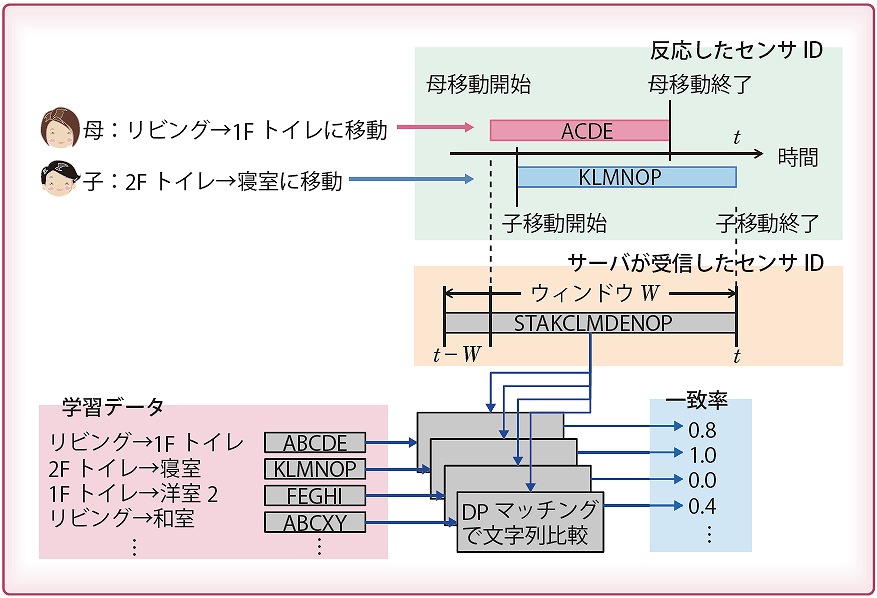 反応したセンサ ID
母移動開始
母移動終了
母：リビング→1F トイレに移動
ACDE
t
時間
子：2F トイレ→寝室に移動
KLMNOP
子移動開始
子移動終了
サーバが受信したセンサ ID
ウィンドウ W
STAKCLMDENOP
t－W
t
学習データ
リビング→1F トイレ
ABCDE
2F トイレ→寝室
KLMNOP
1F トイレ→洋室 2
FEGHI
リビング→和室
ABCXY
⋮
⋮
DP マッチング
で文字列比較
一致率
0.8
1.0
0.0
0.4
⋮